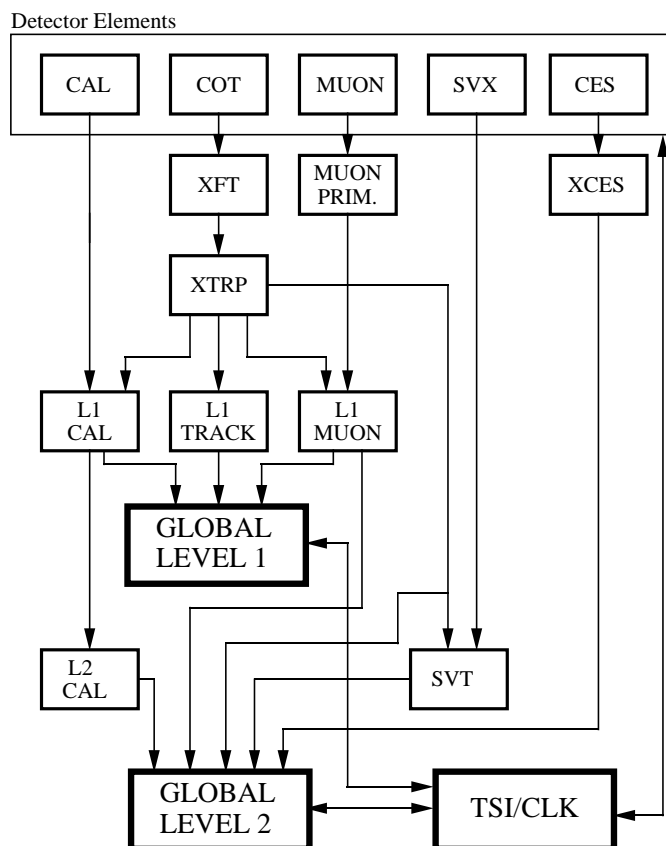 Detector Elements
CAL
COT
MUON
SVX
CES
XFT
MUON
PRIM.
XCES
XTRP
L1
CAL
L1
TRACK
L1
MUON
GLOBAL
LEVEL 1
L2
CAL
SVT
GLOBAL
LEVEL 2
TSI/CLK